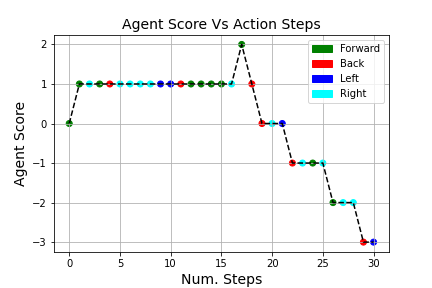 Agent Score Vs Action Steps
2
1
0
−1
−2
−3
Agent Score
Forward
Back
Left
Right
0 5 10 15 20 25 30
Num. Steps